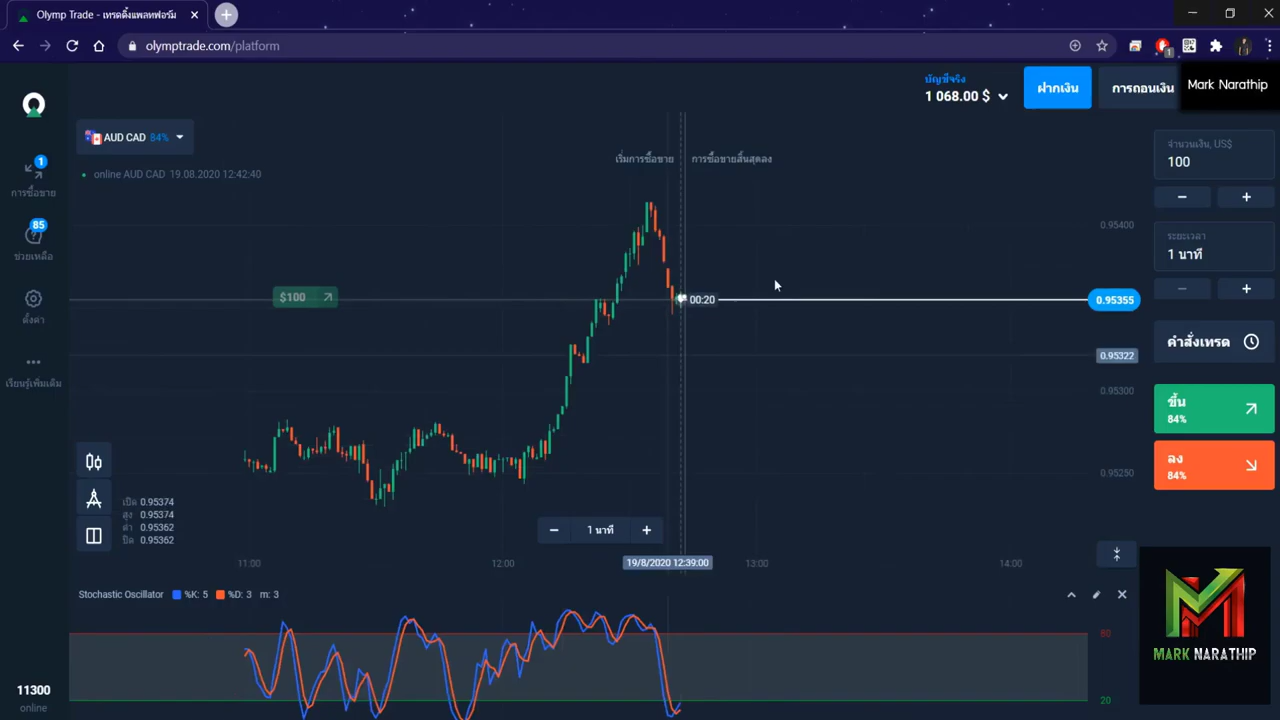 Olymp Trade - เทรดดิ้งแพลทฟอร์ม
olymptrade.com/platform
บัญชีจริง
1 068.00 $
ฝากเงิน
การถอนเงิน
Mark Narathip
AUD CAD 84%
online AUD CAD 19.08.2020 12:42:40
เริ่มการซื้อขาย
การซื้อขายสิ้นสุดลง
1
การซื้อขาย
85
ช่วยเหลือ
ตั้งค่า
เรียนรู้เพิ่มเติม
$100
00:20
0.95400
0.95355
0.95322
0.95300
0.95250
จำนวนเงิน, US$
100
ระยะเวลา
1 นาที
คำสั่งเทรด
ขึ้น
84%
ลง
84%
เปิด 0.95374
สูง 0.95374
ต่ำ 0.95362
ปิด 0.95362
1 นาที
11:00
12:00
19/8/2020 12:39:00
13:00
14:00
Stochastic Oscillator %K: 5 %D: 3 m: 3
80
20
MARK NARATHIP
11300
online